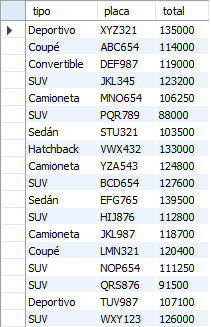 tipo placa total
Deportivo XYZ321 135000
Coupé ABC654 114000
Convertible DEF987 119000
SUV JKL345 123200
Camioneta MNO654 106250
SUV PQR789 88000
Sedán STU321 103500
Hatchback VWX432 133000
Camioneta YZA543 124800
SUV BCD654 127600
Sedán EFG765 139500
SUV HIJ876 112800
Camioneta JKL987 118700
Coupé LMN321 120400
SUV NOP654 111250
SUV QRS876 91500
Deportivo TUV987 107100
SUV WXY123 126000